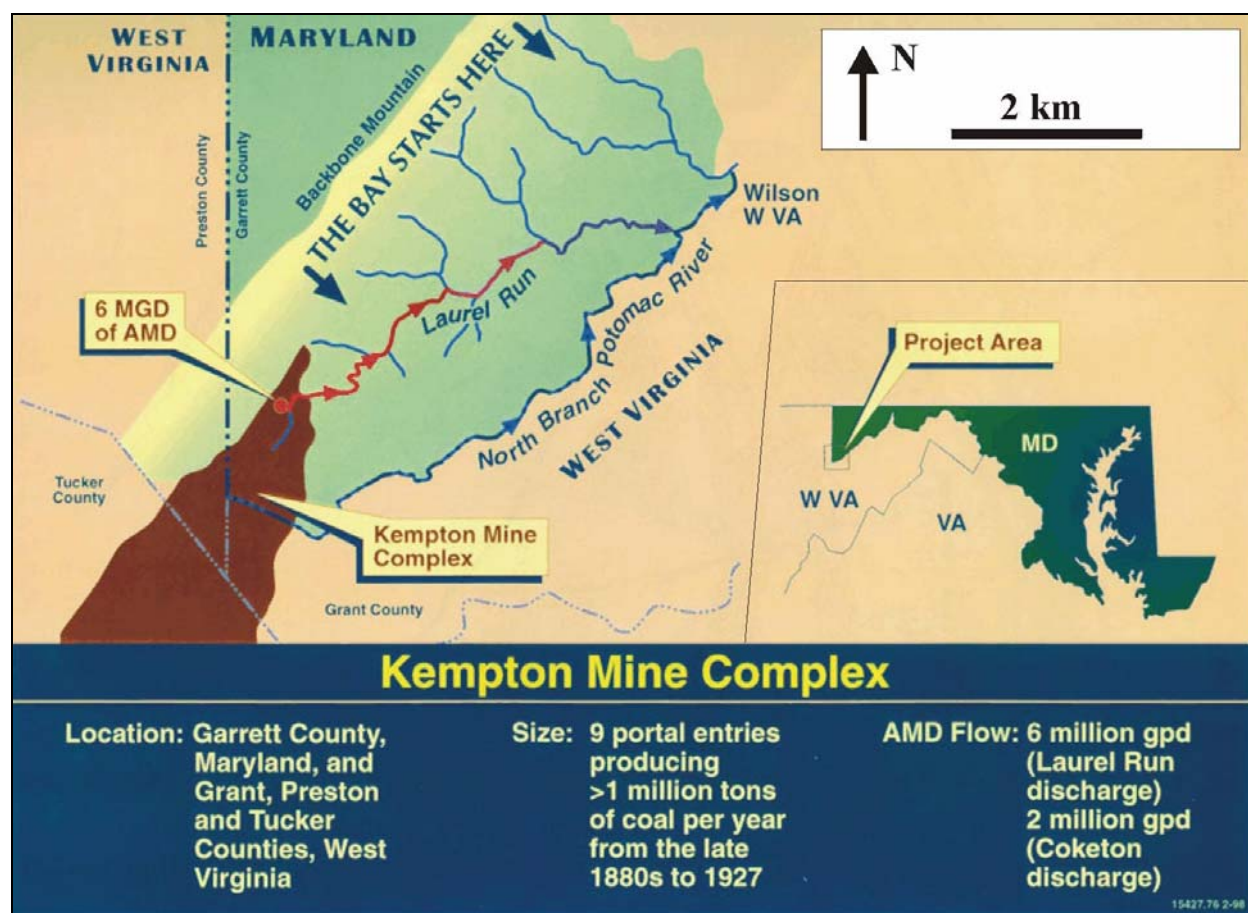 WEST
VIRGINIA
MARYLAND
N
2 km
Preston County
Garrett County
Backbone Mountain
THE BAY STARTS HERE
Wilson
W VA
6 MGD
of AMD
Laurel Run
North Branch Potomac River
WEST VIRGINIA
Project Area
MD
W VA
VA
Tucker
County
Kempton Mine
Complex
Grant County
Kempton Mine Complex
Location: Garrett County,
Maryland, and
Grant, Preston
and Tucker
Counties, West
Virginia
Size: 9 portal entries
producing
>1 million tons
of coal per year
from the late
1880s to 1927
AMD Flow: 6 million gpd
(Laurel Run
discharge)
2 million gpd
(Coketon
discharge)
15427.76 2-98